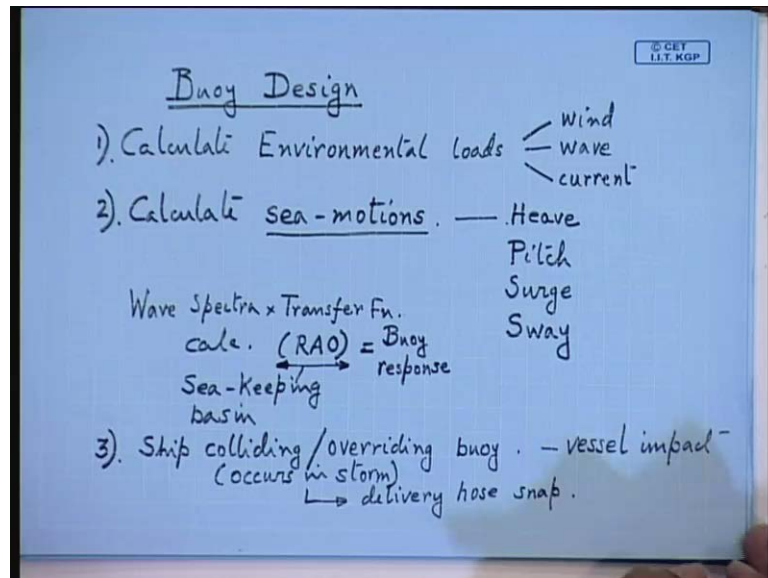 © CET
I.I.T. KGP
Buoy Design
1). Calculate Environmental loads
wind
wave
current
2). Calculate sea-motions. — Heave
Pitch
Surge
Sway
Wave Spectra x Transfer Fn.
calc. (RAO) = Buoy
response
Sea-Keeping
basin
3). Ship colliding/overriding buoy. - vessel impact
(occurs in storm)
↳ delivery hose snap.